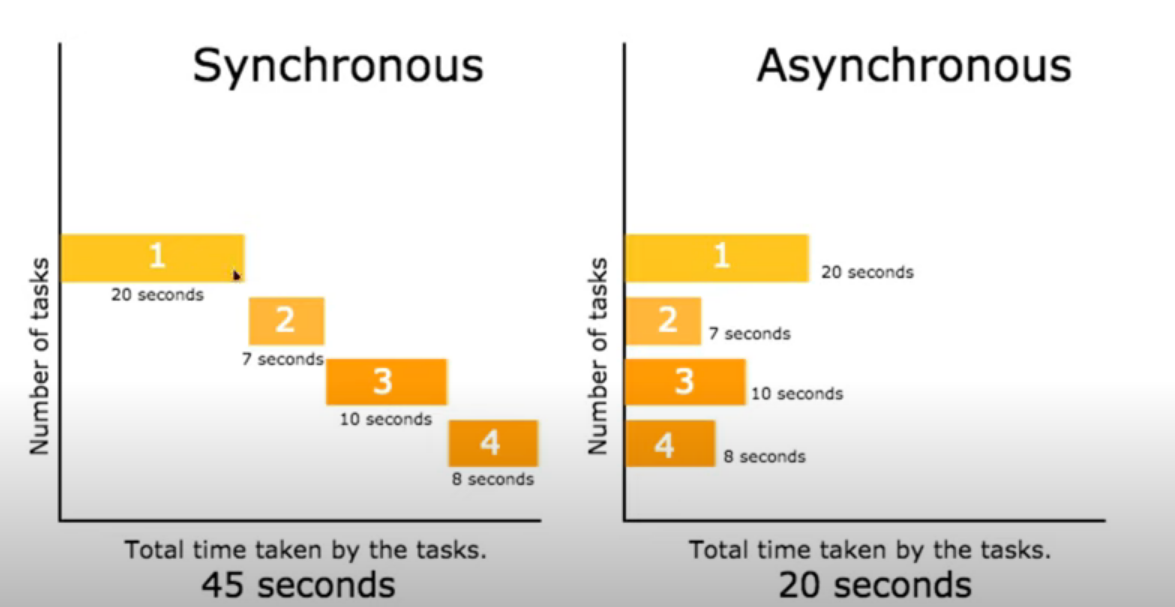 Synchronous
Number of tasks
1
20 seconds
2
7 seconds
3
10 seconds
4
8 seconds
Total time taken by the tasks.
45 seconds
Asynchronous
Number of tasks
1
20 seconds
2
7 seconds
3
10 seconds
4
8 seconds
Total time taken by the tasks.
20 seconds